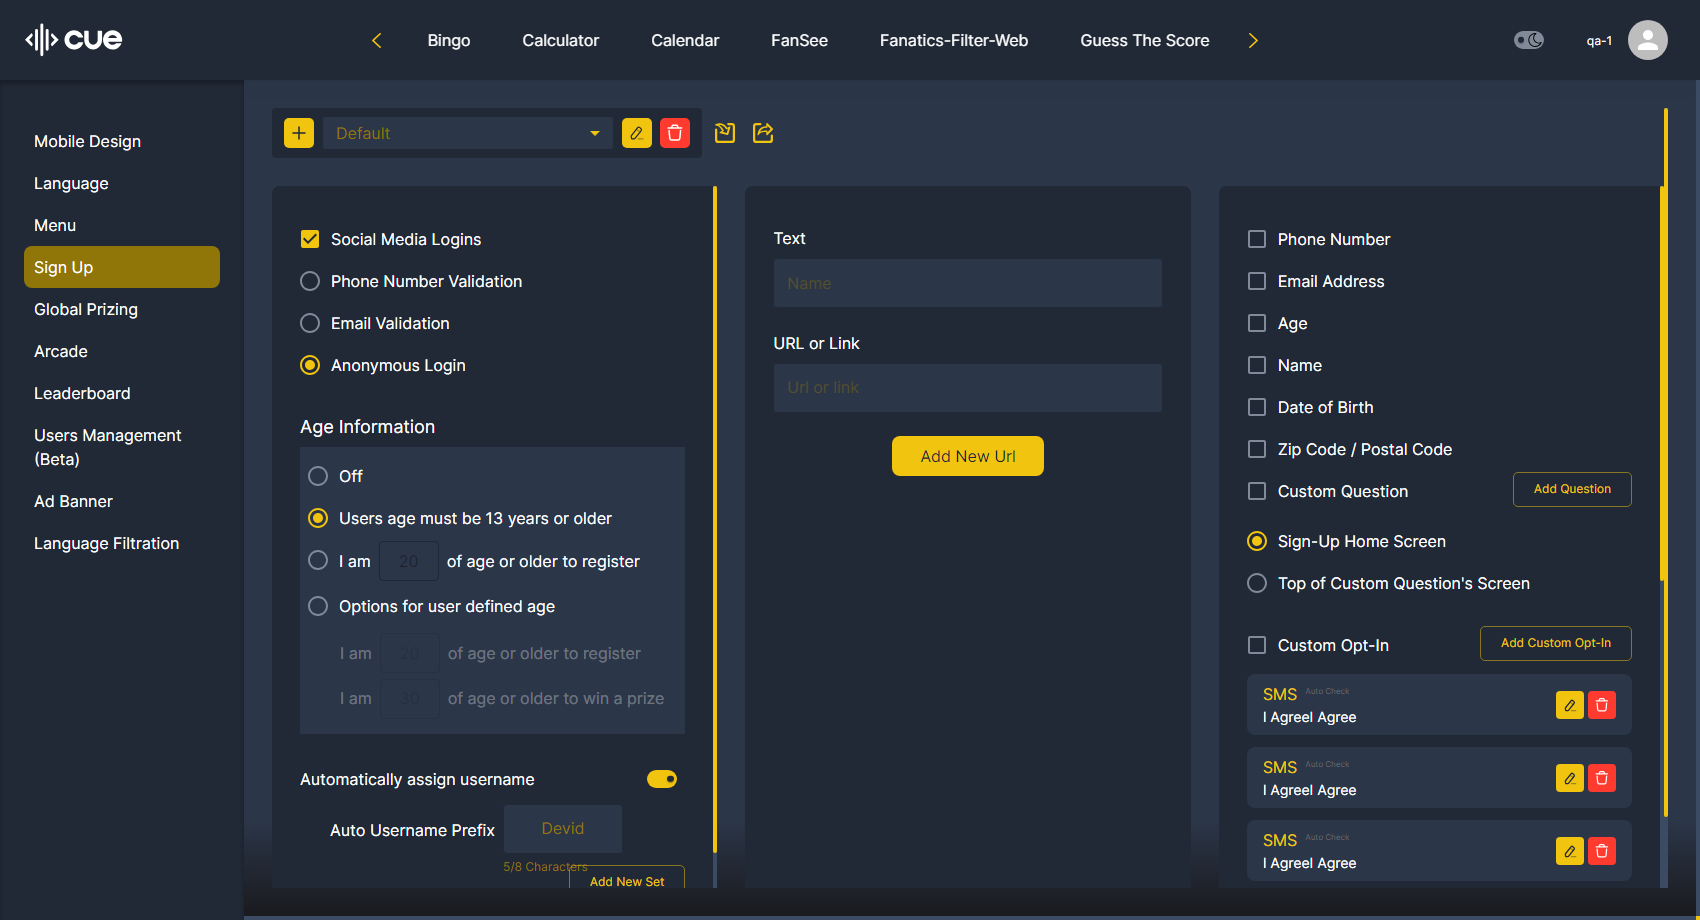 cue
Bingo
Calculator
Calendar
FanSee
Fanatics-Filter-Web
Guess The Score
qa-1
Mobile Design
Language
Menu
Sign Up
Global Prizing
Arcade
Leaderboard
Users Management
(Beta)
Ad Banner
Language Filtration
Default
Social Media Logins
Phone Number Validation
Email Validation
Anonymous Login
Age Information
Off
Users age must be 13 years or older
I am 20 of age or older to register
Options for user defined age
I am 20 of age or older to register
I am 30 of age or older to win a prize
Automatically assign username
Auto Username Prefix Devid
5/8 Characters
Add New Set
Text
Name
URL or Link
Url or link
Add New Url
Phone Number
Email Address
Age
Name
Date of Birth
Zip Code / Postal Code
Custom Question Add Question
Sign-Up Home Screen
Top of Custom Question's Screen
Custom Opt-In Add Custom Opt-In
SMS Auto Check
I AgreeI Agree
SMS Auto Check
I AgreeI Agree
SMS Auto Check
I AgreeI Agree